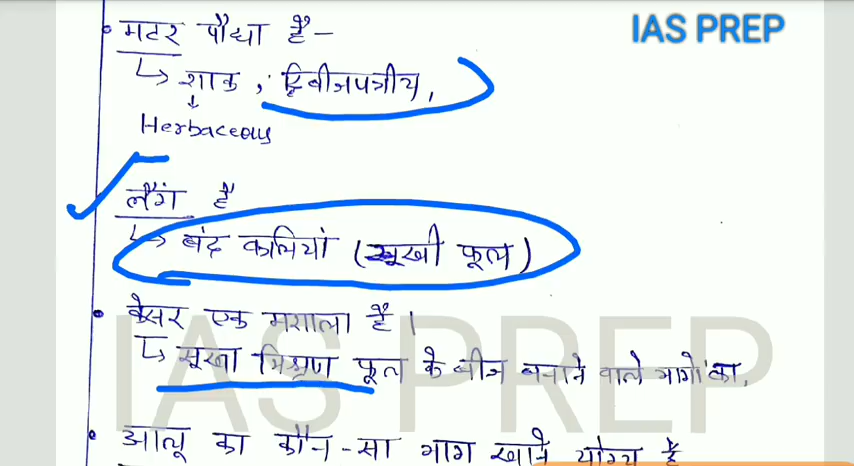 IAS PREP
• मटर पौधा है –
↳ शाक, द्विबीजपत्रीय,
↓
Herbaceous
लौंग है
↳ बंद कलियां (सूखी फूल)
• केसर एक मसाला है।
↳ सूखा मिश्रण फूल के बीज बनाने वाले भागों का,
IAS PREP
• आलू का कौन-सा भाग खाने योग्य है